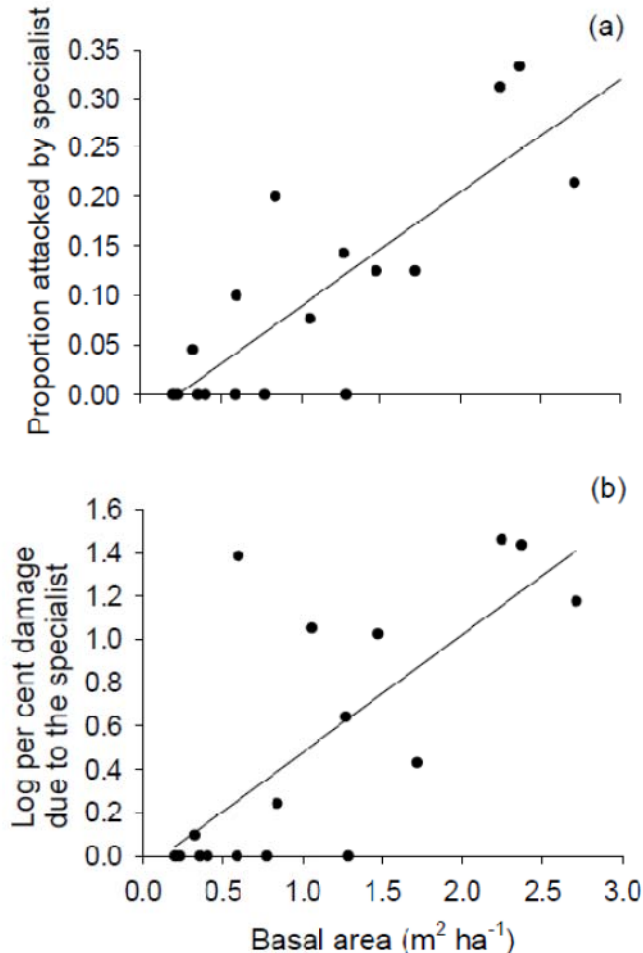 (a)
Proportion attacked by specialist
0.35
0.30
0.25
0.20
0.15
0.10
0.05
0.00
(b)
Log per cent damage
due to the specialist
1.6
1.4
1.2
1.0
0.8
0.6
0.4
0.2
0.0
0.0 0.5 1.0 1.5 2.0 2.5 3.0
Basal area (m² ha⁻¹)